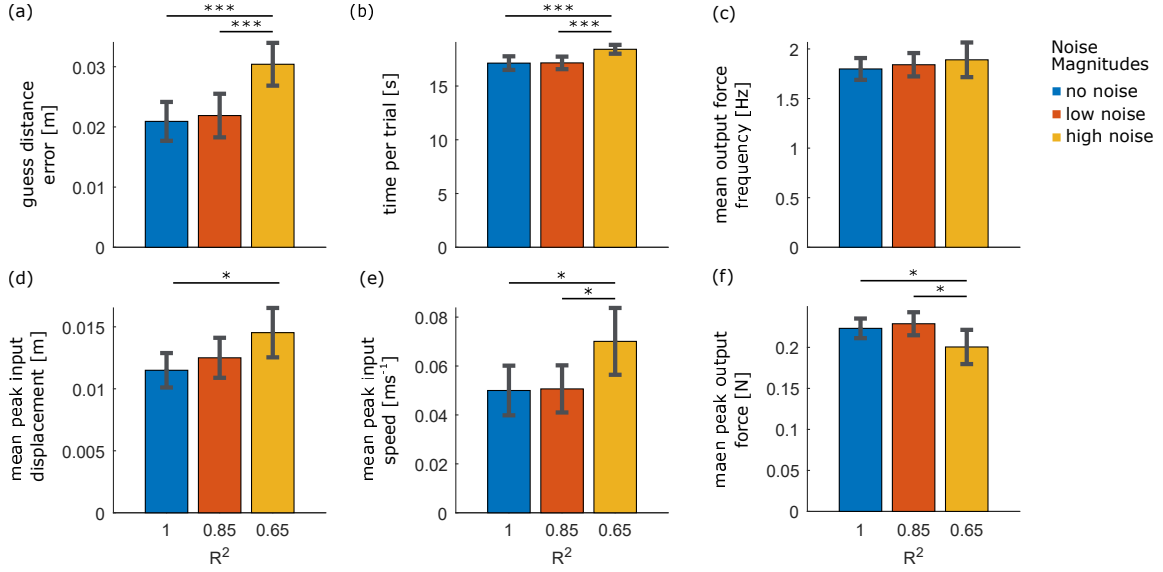 (a)
***
***
guess distance
error [m]
0.03
0.02
0.01
0
(b)
***
***
time per trial [s]
15
10
5
0
(c)
mean output force
frequency [Hz]
2
1.5
1
0.5
0
Noise
Magnitudes
no noise
low noise
high noise
(d)
*
mean peak input
displacement [m]
0.015
0.01
0.005
0
1 0.85 0.65
R²
(e)
*
*
mean peak input
speed [ms⁻¹]
0.08
0.06
0.04
0.02
0
1 0.85 0.65
R²
(f)
*
*
maen peak output
force [N]
0.2
0.15
0.1
0.05
0
1 0.85 0.65
R²